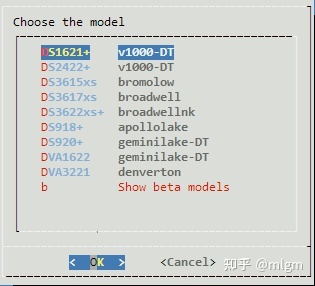 Choose the model
DS1621+ v1000-DT
DS2422+ v1000-DT
DS3615xs bromolow
DS3617xs broadwell
DS3622xs+ broadwellnk
DS918+ apollolake
DS920+ geminilake-DT
DVA1622 geminilake-DT
DVA3221 denverton
b Show beta models
< OK > <Cancel>
知乎 @mlgm